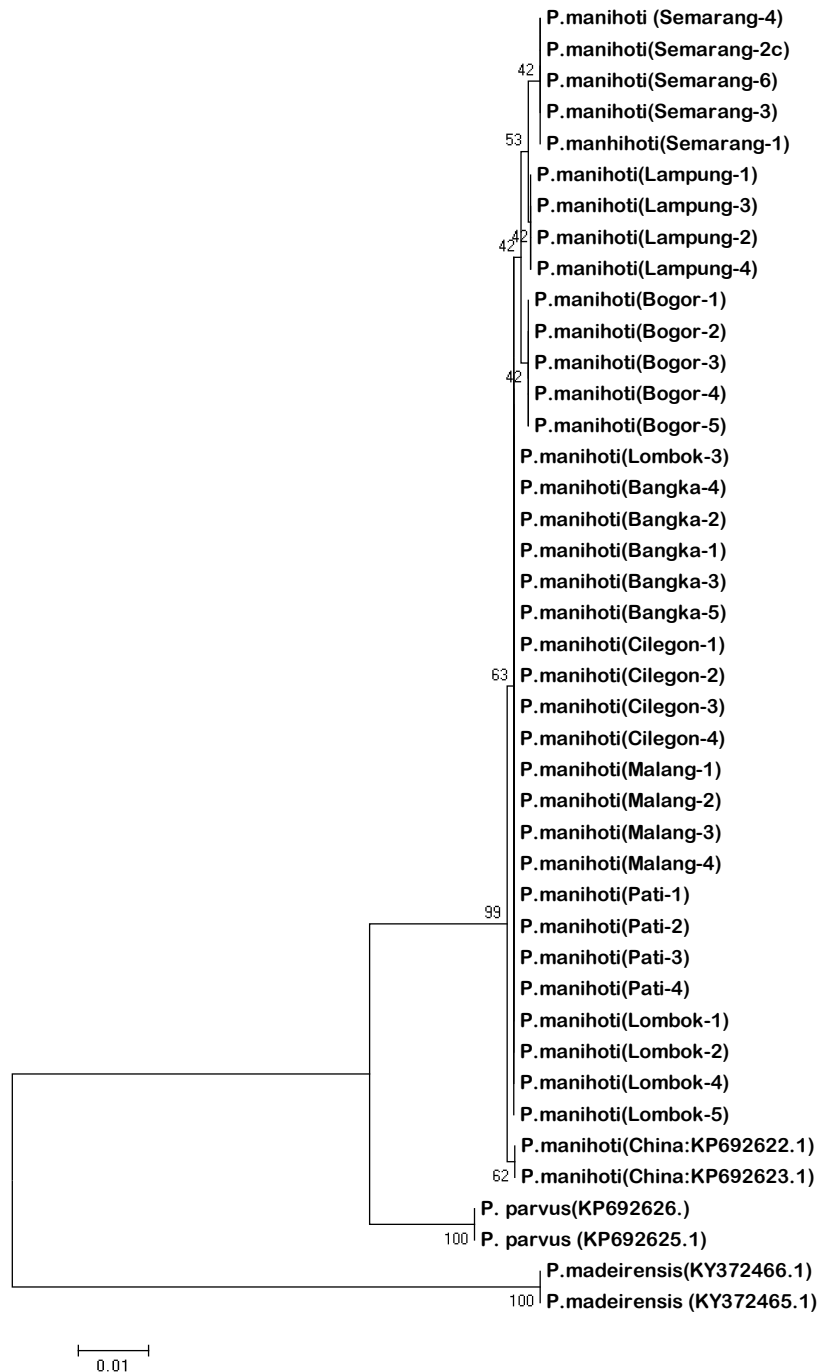 P.manihoti (Semarang-4)
P.manihoti(Semarang-2c)
42
P.manihoti(Semarang-6)
P.manihoti(Semarang-3)
53
P.manhihoti(Semarang-1)
P.manihoti(Lampung-1)
P.manihoti(Lampung-3)
42
42
P.manihoti(Lampung-2)
P.manihoti(Lampung-4)
P.manihoti(Bogor-1)
P.manihoti(Bogor-2)
P.manihoti(Bogor-3)
42
P.manihoti(Bogor-4)
P.manihoti(Bogor-5)
P.manihoti(Lombok-3)
P.manihoti(Bangka-4)
P.manihoti(Bangka-2)
P.manihoti(Bangka-1)
P.manihoti(Bangka-3)
P.manihoti(Bangka-5)
P.manihoti(Cilegon-1)
63
P.manihoti(Cilegon-2)
P.manihoti(Cilegon-3)
P.manihoti(Cilegon-4)
P.manihoti(Malang-1)
P.manihoti(Malang-2)
P.manihoti(Malang-3)
P.manihoti(Malang-4)
P.manihoti(Pati-1)
99
P.manihoti(Pati-2)
P.manihoti(Pati-3)
P.manihoti(Pati-4)
P.manihoti(Lombok-1)
P.manihoti(Lombok-2)
P.manihoti(Lombok-4)
P.manihoti(Lombok-5)
P.manihoti(China:KP692622.1)
62
P.manihoti(China:KP692623.1)
P. parvus(KP692626.)
100
P. parvus (KP692625.1)
P.madeirensis(KY372466.1)
100
P.madeirensis (KY372465.1)
0.01